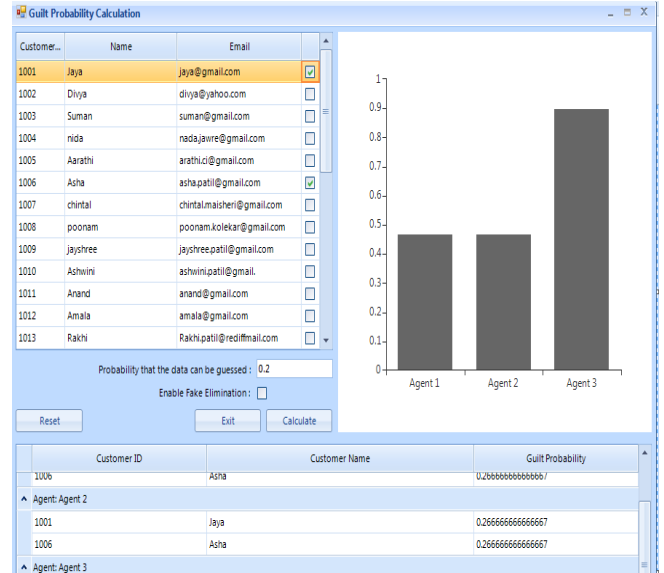 Guilt Probability Calculation
Customer... Name Email
1001 Jaya jaya@gmail.com
1002 Divya divya@yahoo.com
1003 Suman suman@gmail.com
1004 nida nada.jawre@gmail.com
1005 Aarathi arathi.ci@gmail.com
1006 Asha asha.patil@gmail.com
1007 chintal chintal.maisheri@gmail.com
1008 poonam poonam.kolekar@gmail.com
1009 jayshree jayshree.patil@gmail.com
1010 Ashwini ashwini.patil@gmail.
1011 Anand anand@gmail.com
1012 Amala amala@gmail.com
1013 Rakhi Rakhi.patil@rediffmail.com
Probability that the data can be guessed : 0.2
Enable Fake Elimination :
Reset Exit Calculate
1
0.9
0.8
0.7
0.6
0.5
0.4
0.3
0.2
0.1
0
Agent 1 Agent 2 Agent 3
Customer ID Customer Name Guilt Probability
1006 Asha 0.266666666666667
Agent: Agent 2
1001 Jaya 0.266666666666667
1006 Asha 0.266666666666667
Agent: Agent 3